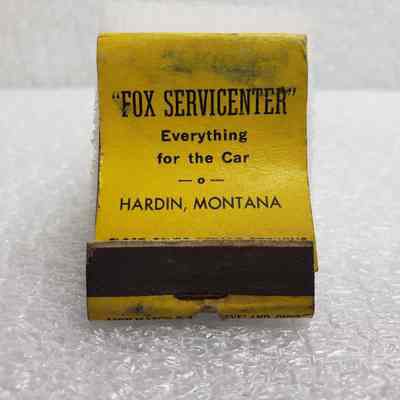 "FOX SERVICENTER"
Everything
for the Car
— o —
HARDIN, MONTANA